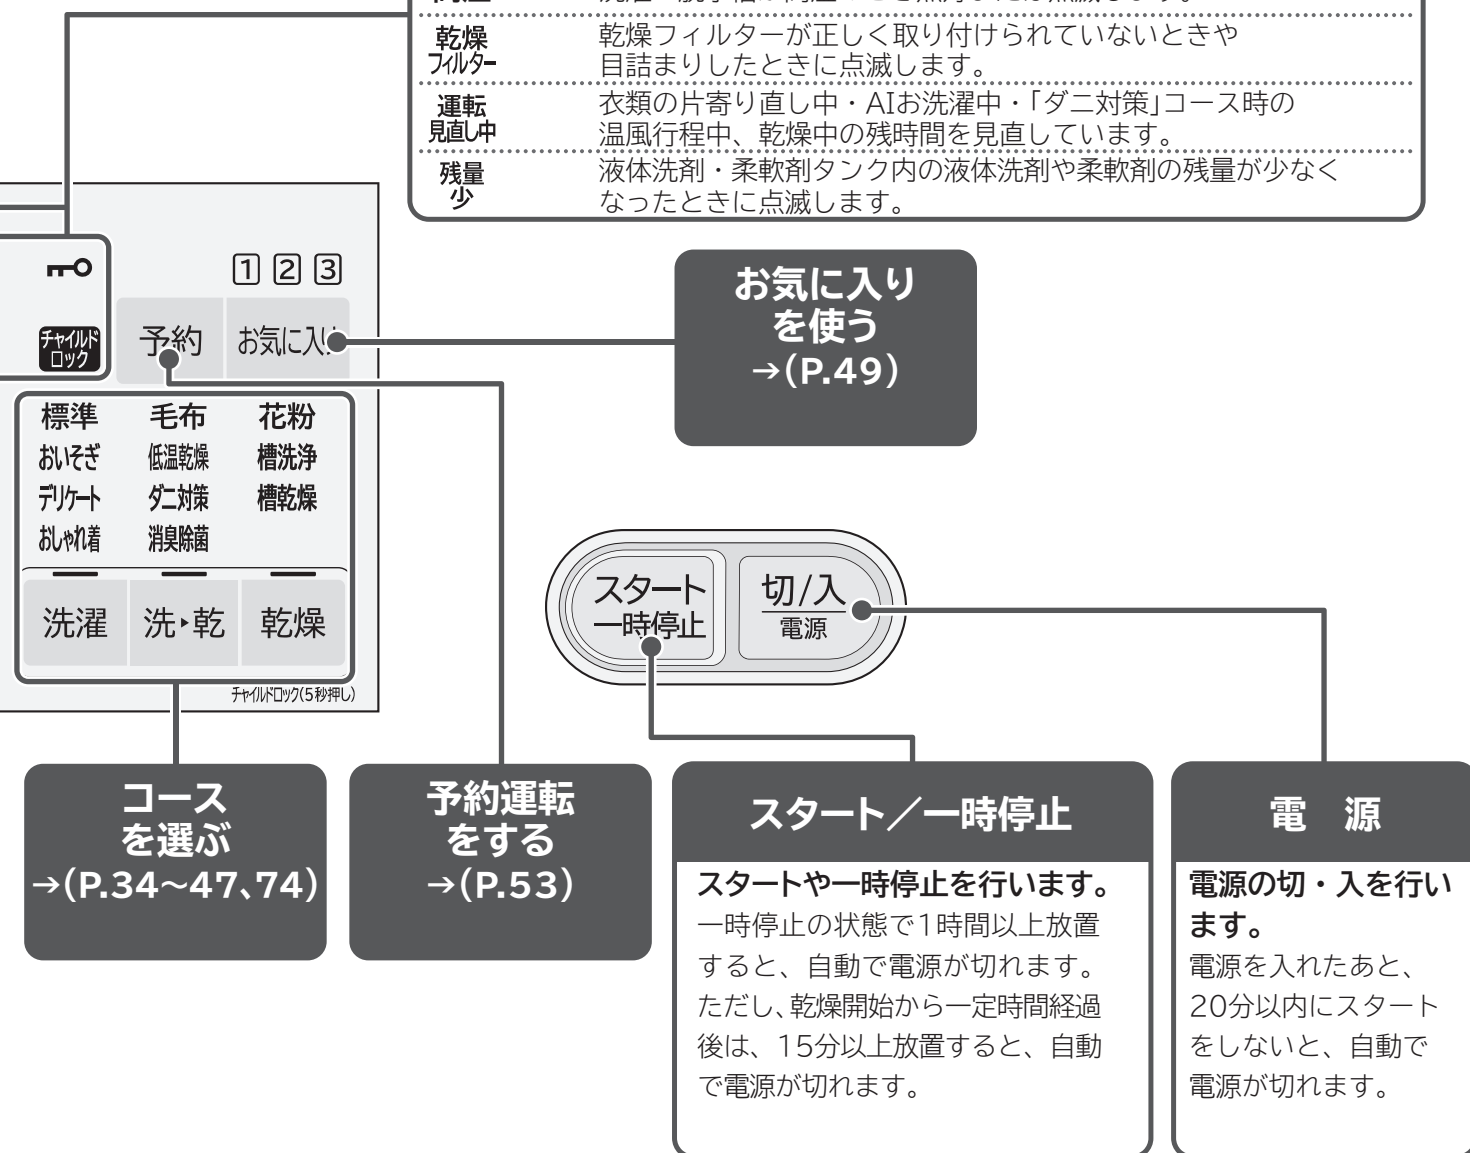 乾燥
フィルター
乾燥フィルターが正しく取り付けられていないときや
目詰まりしたときに点滅します。
運転
見直し中
衣類の片寄り直し中・AIお洗濯中・「ダニ対策」コース時の
温風行程中、乾燥中の残時間を見直しています。
残量
少
液体洗剤・柔軟剤タンク内の液体洗剤や柔軟剤の残量が少なく
なったときに点滅します。
1 2 3
チャイルド
ロック
予約
お気に入り
お気に入り
を使う
→(P.49)
標準 毛布 花粉
おいそぎ 低温乾燥 槽洗浄
デリケート ダニ対策 槽乾燥
おしゃれ着 消臭除菌
洗濯 洗▸乾 乾燥
チャイルドロック(5秒押し)
スタート
一時停止
切/入
電源
コース
を選ぶ
→(P.34~47、74)
予約運転
をする
→(P.53)
スタート／一時停止
スタートや一時停止を行います。
一時停止の状態で1時間以上放置
すると、自動で電源が切れます。
ただし、乾燥開始から一定時間経過
後は、15分以上放置すると、自動
で電源が切れます。
電 源
電源の切・入を行い
ます。
電源を入れたあと、
20分以内にスタート
をしないと、自動で
電源が切れます。